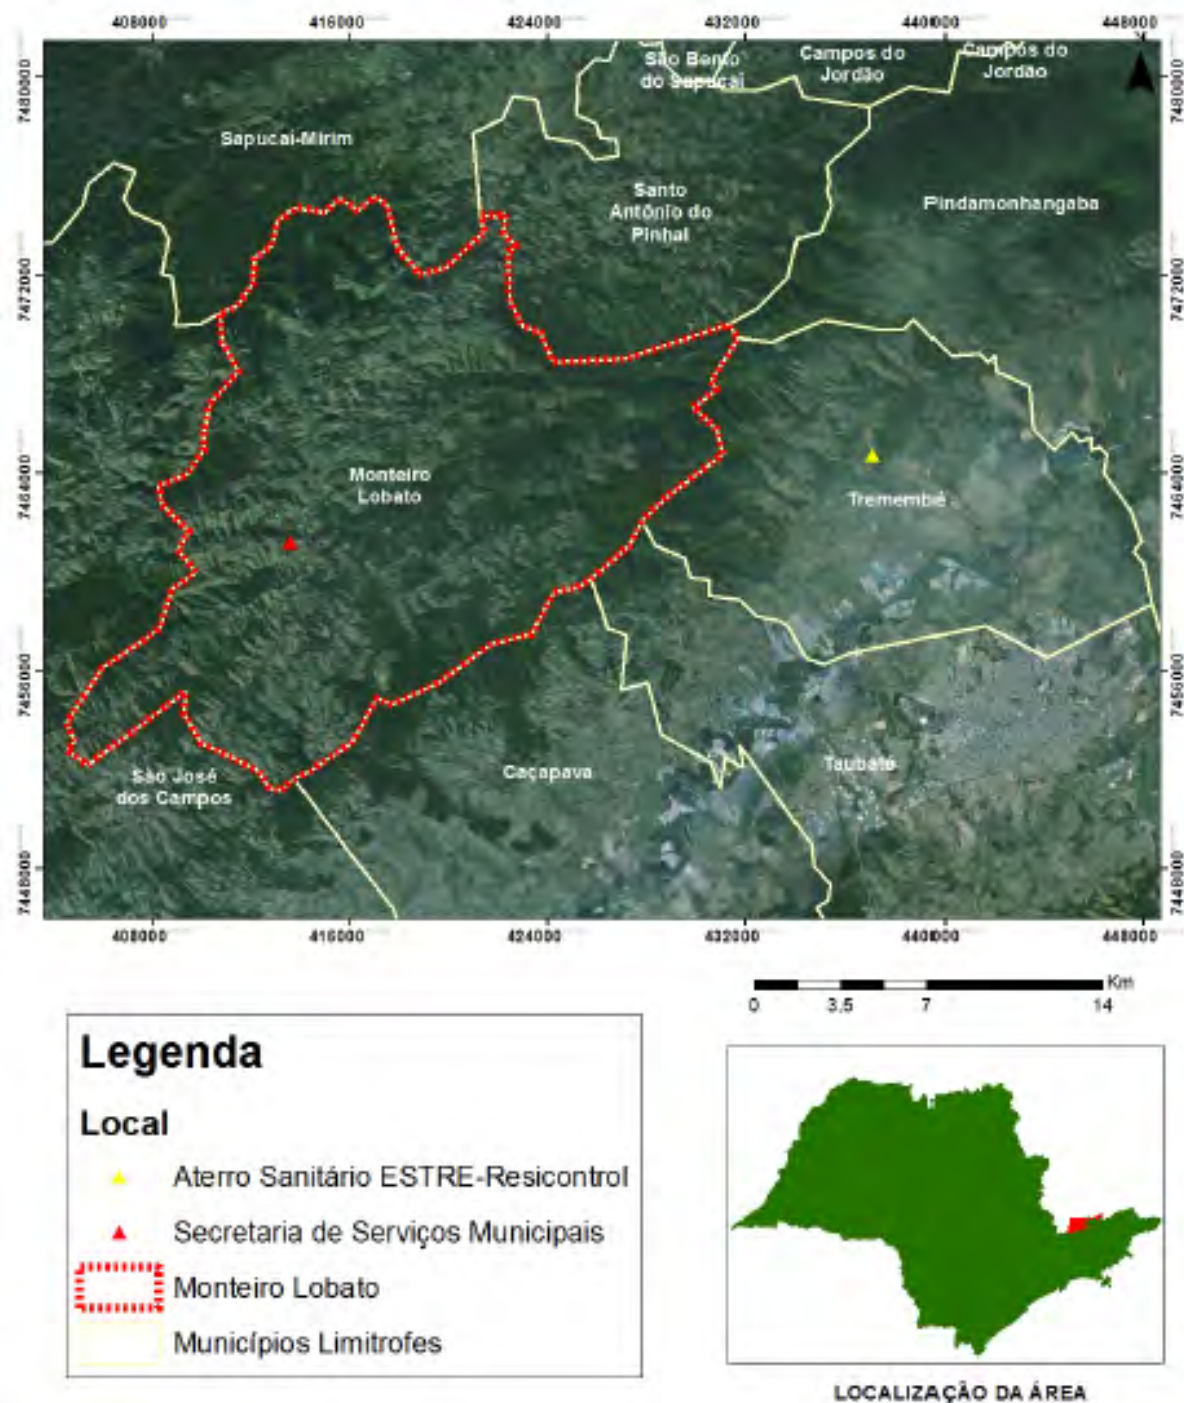 408000 416000 424000 432000 440000 448000
7480000
7472000
7464000
7456000
7448000
São Bento
do Sapucaí
Campos do
Jordão
Campos do
Jordão
Sapucaí-Mirim
Santo
Antônio do
Pinhal
Pindamonhangaba
Monteiro
Lobato
Tremembé
São José
dos Campos
Caçapava
Taubaté
7480000
7472000
7464000
7456000
7448000
408000 416000 424000 432000 440000 448000
Km
0 3,5 7 14
Legenda
Local
Aterro Sanitário ESTRE-Resicontrol
Secretaria de Serviços Municipais
Monteiro Lobato
Municípios Limitrofes
LOCALIZAÇÃO DA ÁREA